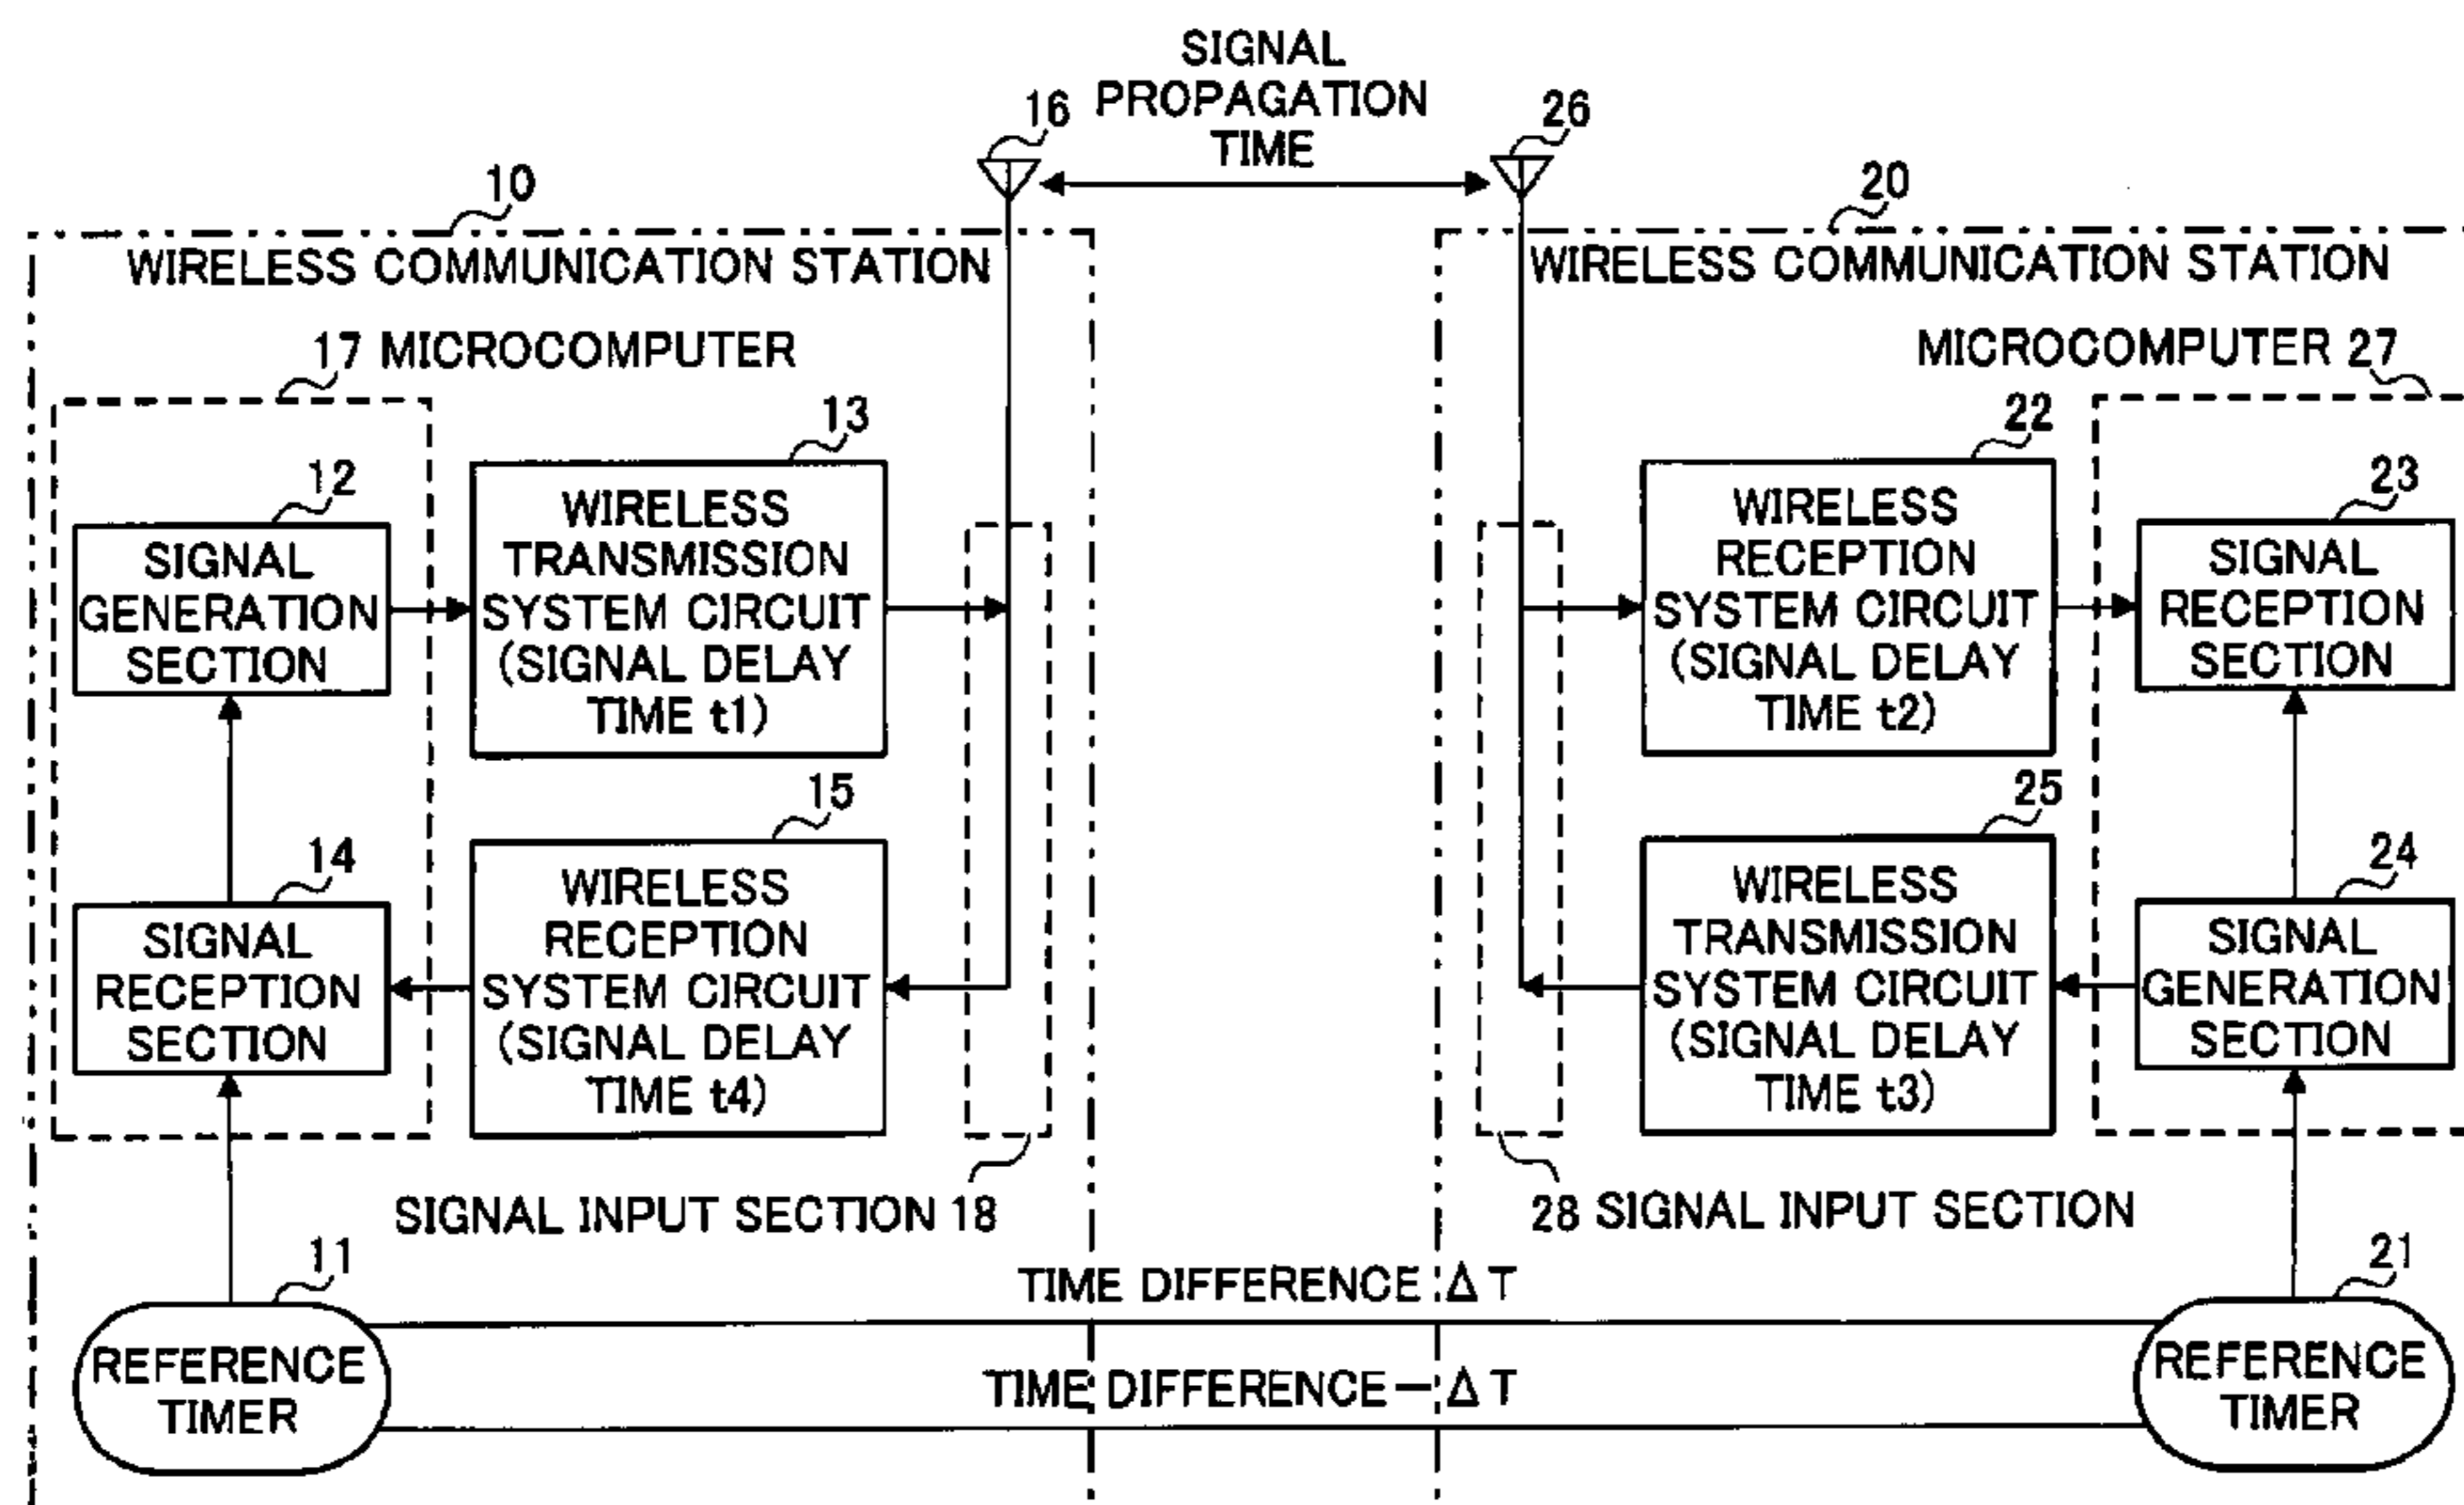 SIGNAL
PROPAGATION
TIME
16
26
10
20
WIRELESS COMMUNICATION STATION
WIRELESS COMMUNICATION STATION
17 MICROCOMPUTER
MICROCOMPUTER 27
12
SIGNAL
GENERATION
SECTION
13
WIRELESS
TRANSMISSION
SYSTEM CIRCUIT
(SIGNAL DELAY
TIME t1)
22
WIRELESS
RECEPTION
SYSTEM CIRCUIT
(SIGNAL DELAY
TIME t2)
23
SIGNAL
RECEPTION
SECTION
14
SIGNAL
RECEPTION
SECTION
15
WIRELESS
RECEPTION
SYSTEM CIRCUIT
(SIGNAL DELAY
TIME t4)
25
WIRELESS
TRANSMISSION
SYSTEM CIRCUIT
(SIGNAL DELAY
TIME t3)
24
SIGNAL
GENERATION
SECTION
SIGNAL INPUT SECTION 18
28 SIGNAL INPUT SECTION
11
REFERENCE
TIMER
TIME DIFFERENCE ΔT
TIME DIFFERENCE－ΔT
21
REFERENCE
TIMER